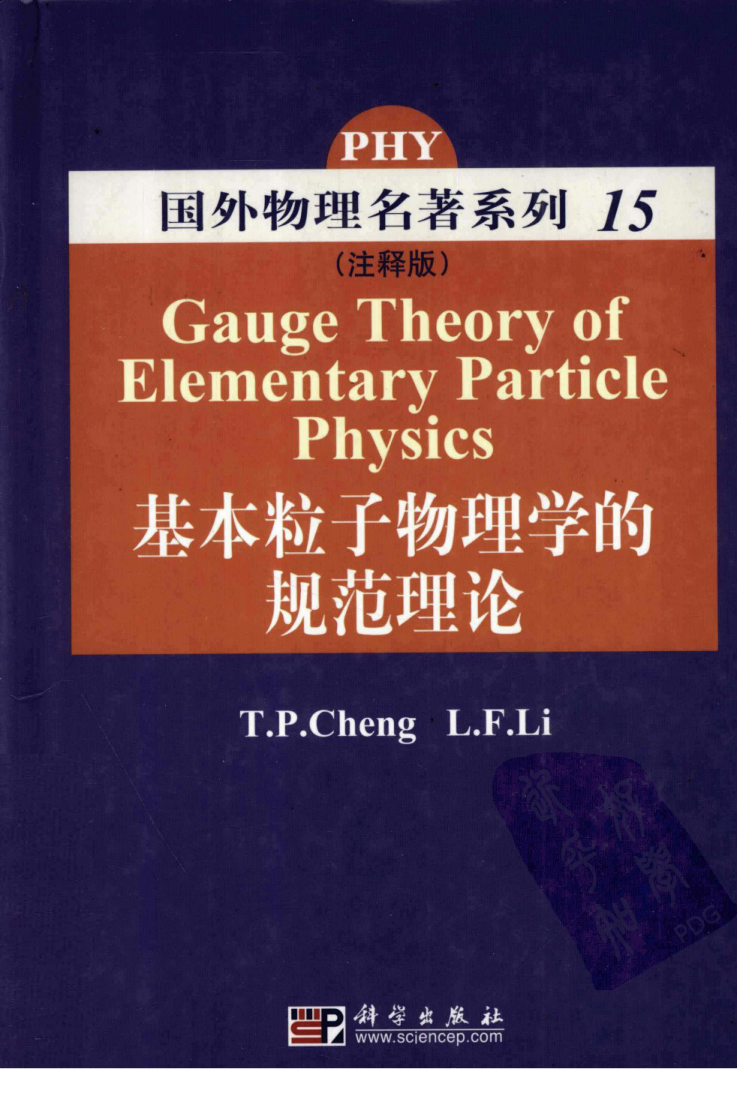 PHY
国外物理名著系列 15
(注释版)
Gauge Theory of
Elementary Particle
Physics
基本粒子物理学的
规范理论
T.P.Cheng L.F.Li
PDG
科学出版社
www.sciencep.com